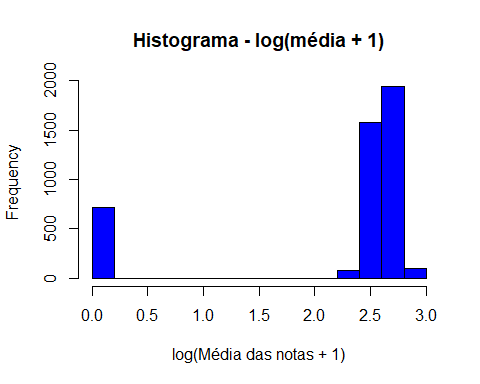 Histograma - log(média + 1)
Frequency
2000
1500
1000
500
0
0.0 0.5 1.0 1.5 2.0 2.5 3.0
log(Média das notas + 1)